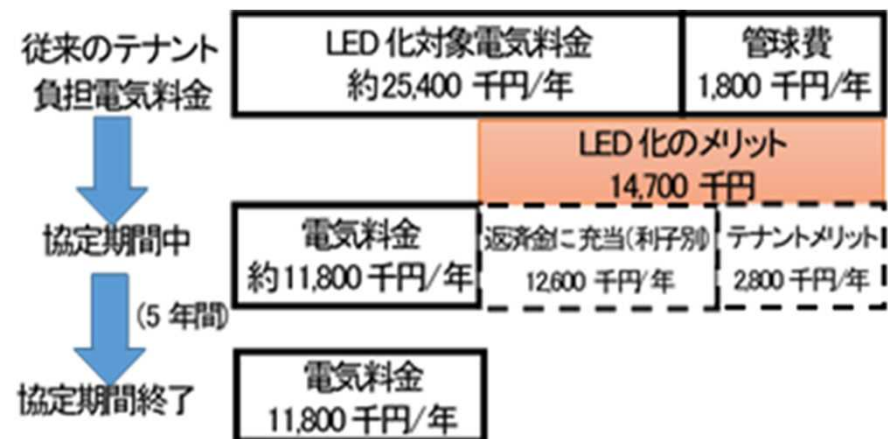 従来のテナント
負担電気料金
LED化対象電気料金
約25,400 千円/年
管球費
1,800 千円/年
LED化のメリット
14,700 千円
協定期間中
電気料金
約11,800 千円/年
返済金に充当(利子別)
12,600 千円/年
テナントメリット
2,800 千円/年
(5 年間)
協定期間終了
電気料金
11,800 千円/年